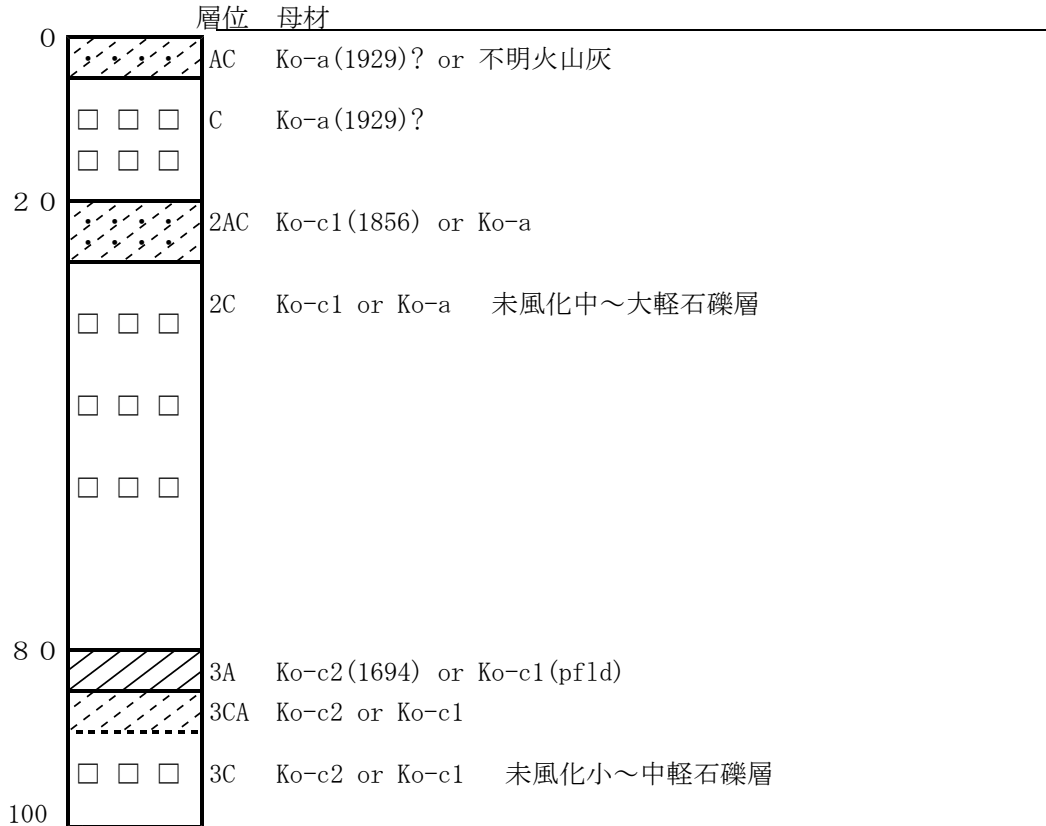 層位 母材
0
AC Ko-a(1929)? or 不明火山灰
C Ko-a(1929)?
２０
2AC Ko-c1(1856) or Ko-a
2C Ko-c1 or Ko-a 未風化中～大軽石礫層
８０
3A Ko-c2(1694) or Ko-c1(pfld)
3CA Ko-c2 or Ko-c1
3C Ko-c2 or Ko-c1 未風化小～中軽石礫層
100